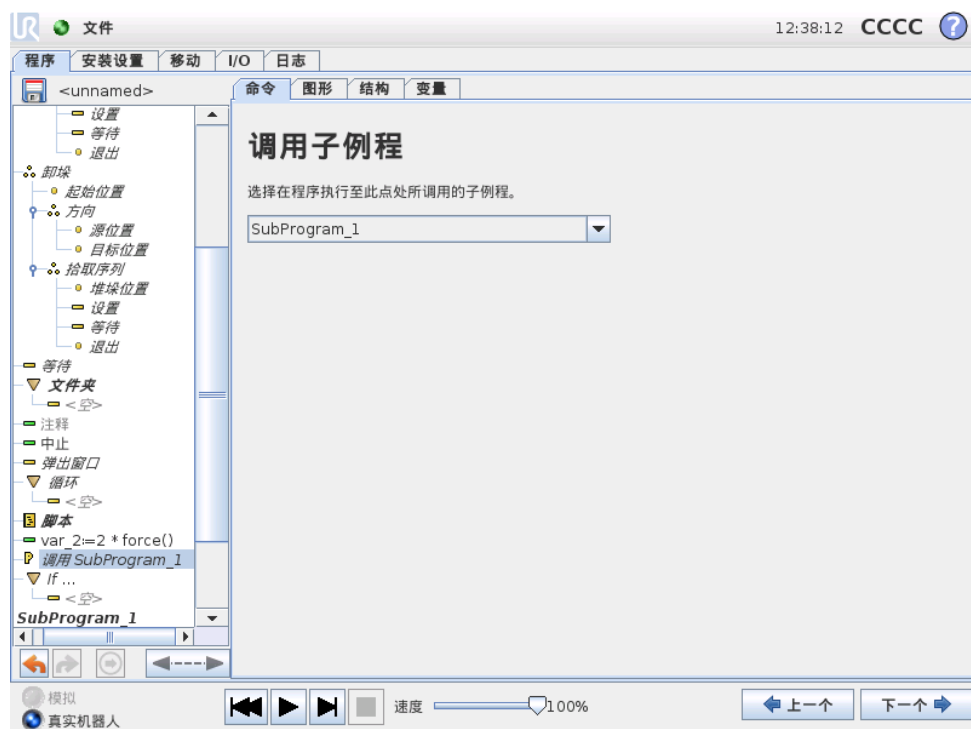 UR
文件
12:38:12 CCCC ?
程序 安装设置 移动 I/O 日志
<unnamed>
命令 图形 结构 变量
设置
等待
退出
卸垛
起始位置
方向
源位置
目标位置
拾取序列
堆垛位置
设置
等待
退出
等待
文件夹
<空>
注释
中止
弹出窗口
循环
<空>
脚本
var_2:=2 * force()
调用 SubProgram_1
If ...
<空>
SubProgram_1
调用子例程
选择在程序执行至此点处所调用的子例程。
SubProgram_1
模拟
真实机器人
速度 100%
上一个 下一个